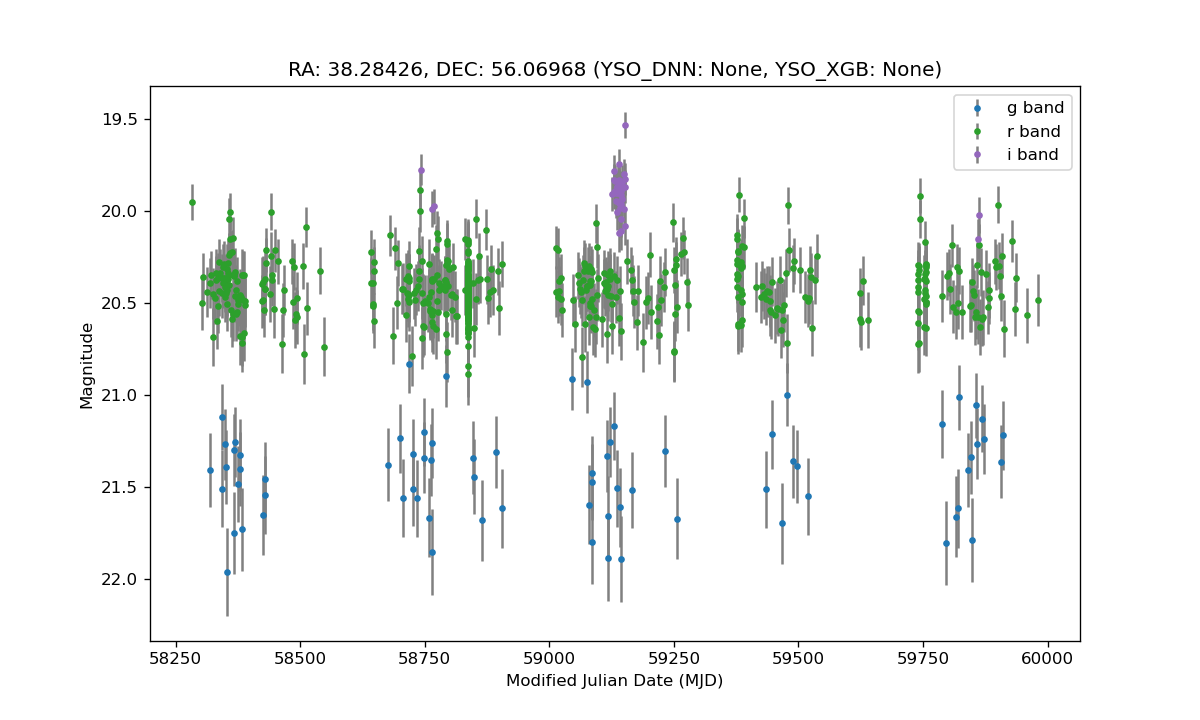 RA: 38.28426, DEC: 56.06968 (YSO_DNN: None, YSO_XGB: None)
g band
r band
i band
19.5
20.0
20.5
21.0
21.5
22.0
Magnitude
58250 58500 58750 59000 59250 59500 59750 60000
Modified Julian Date (MJD)